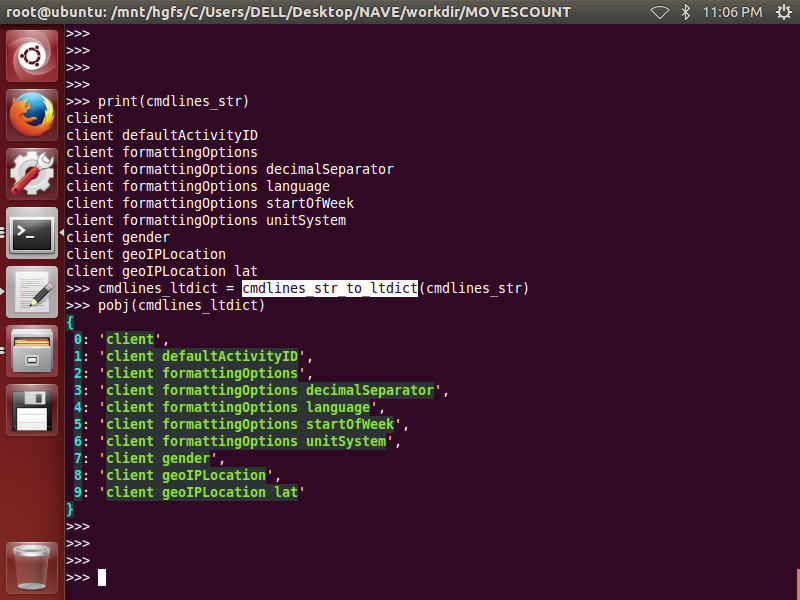 root@ubuntu: /mnt/hgfs/C/Users/DELL/Desktop/NAVE/workdir/MOVESCOUNT 11:06 PM
>>>
>>>
>>>
>>>
>>> print(cmdlines_str)
client
client defaultActivityID
client formattingOptions
client formattingOptions decimalSeparator
client formattingOptions language
client formattingOptions startOfWeek
client formattingOptions unitSystem
client gender
client geoIPLocation
client geoIPLocation lat
>>> cmdlines_ltdict = cmdlines_str_to_ltdict(cmdlines_str)
>>> pobj(cmdlines_ltdict)
{
 0: 'client',
 1: 'client defaultActivityID',
 2: 'client formattingOptions',
 3: 'client formattingOptions decimalSeparator',
 4: 'client formattingOptions language',
 5: 'client formattingOptions startOfWeek',
 6: 'client formattingOptions unitSystem',
 7: 'client gender',
 8: 'client geoIPLocation',
 9: 'client geoIPLocation lat'
}
>>>
>>>
>>>
>>>